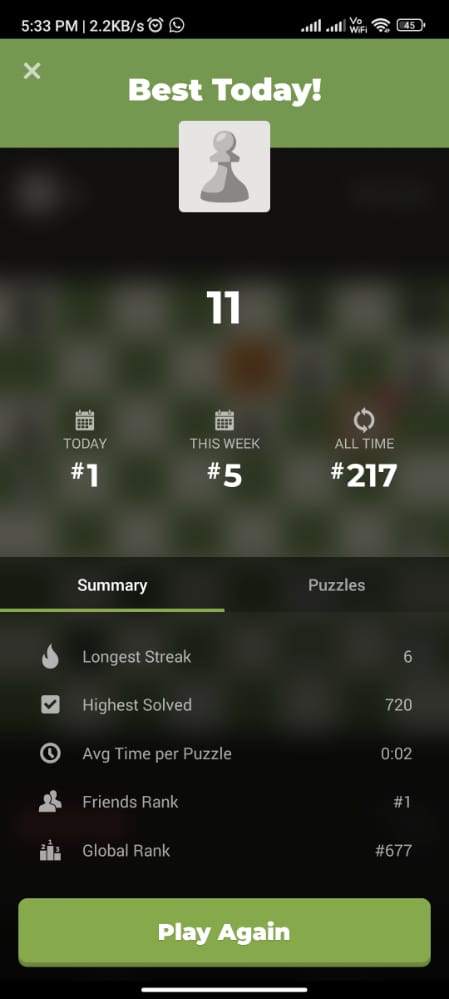 5:33 PM | 2.2KB/s
Vo
WiFi
45
Best Today!
11
TODAY
THIS WEEK
ALL TIME
#1
#5
#217
Summary
Puzzles
Longest Streak
6
Highest Solved
720
Avg Time per Puzzle
0:02
Friends Rank
#1
Global Rank
#677
Play Again